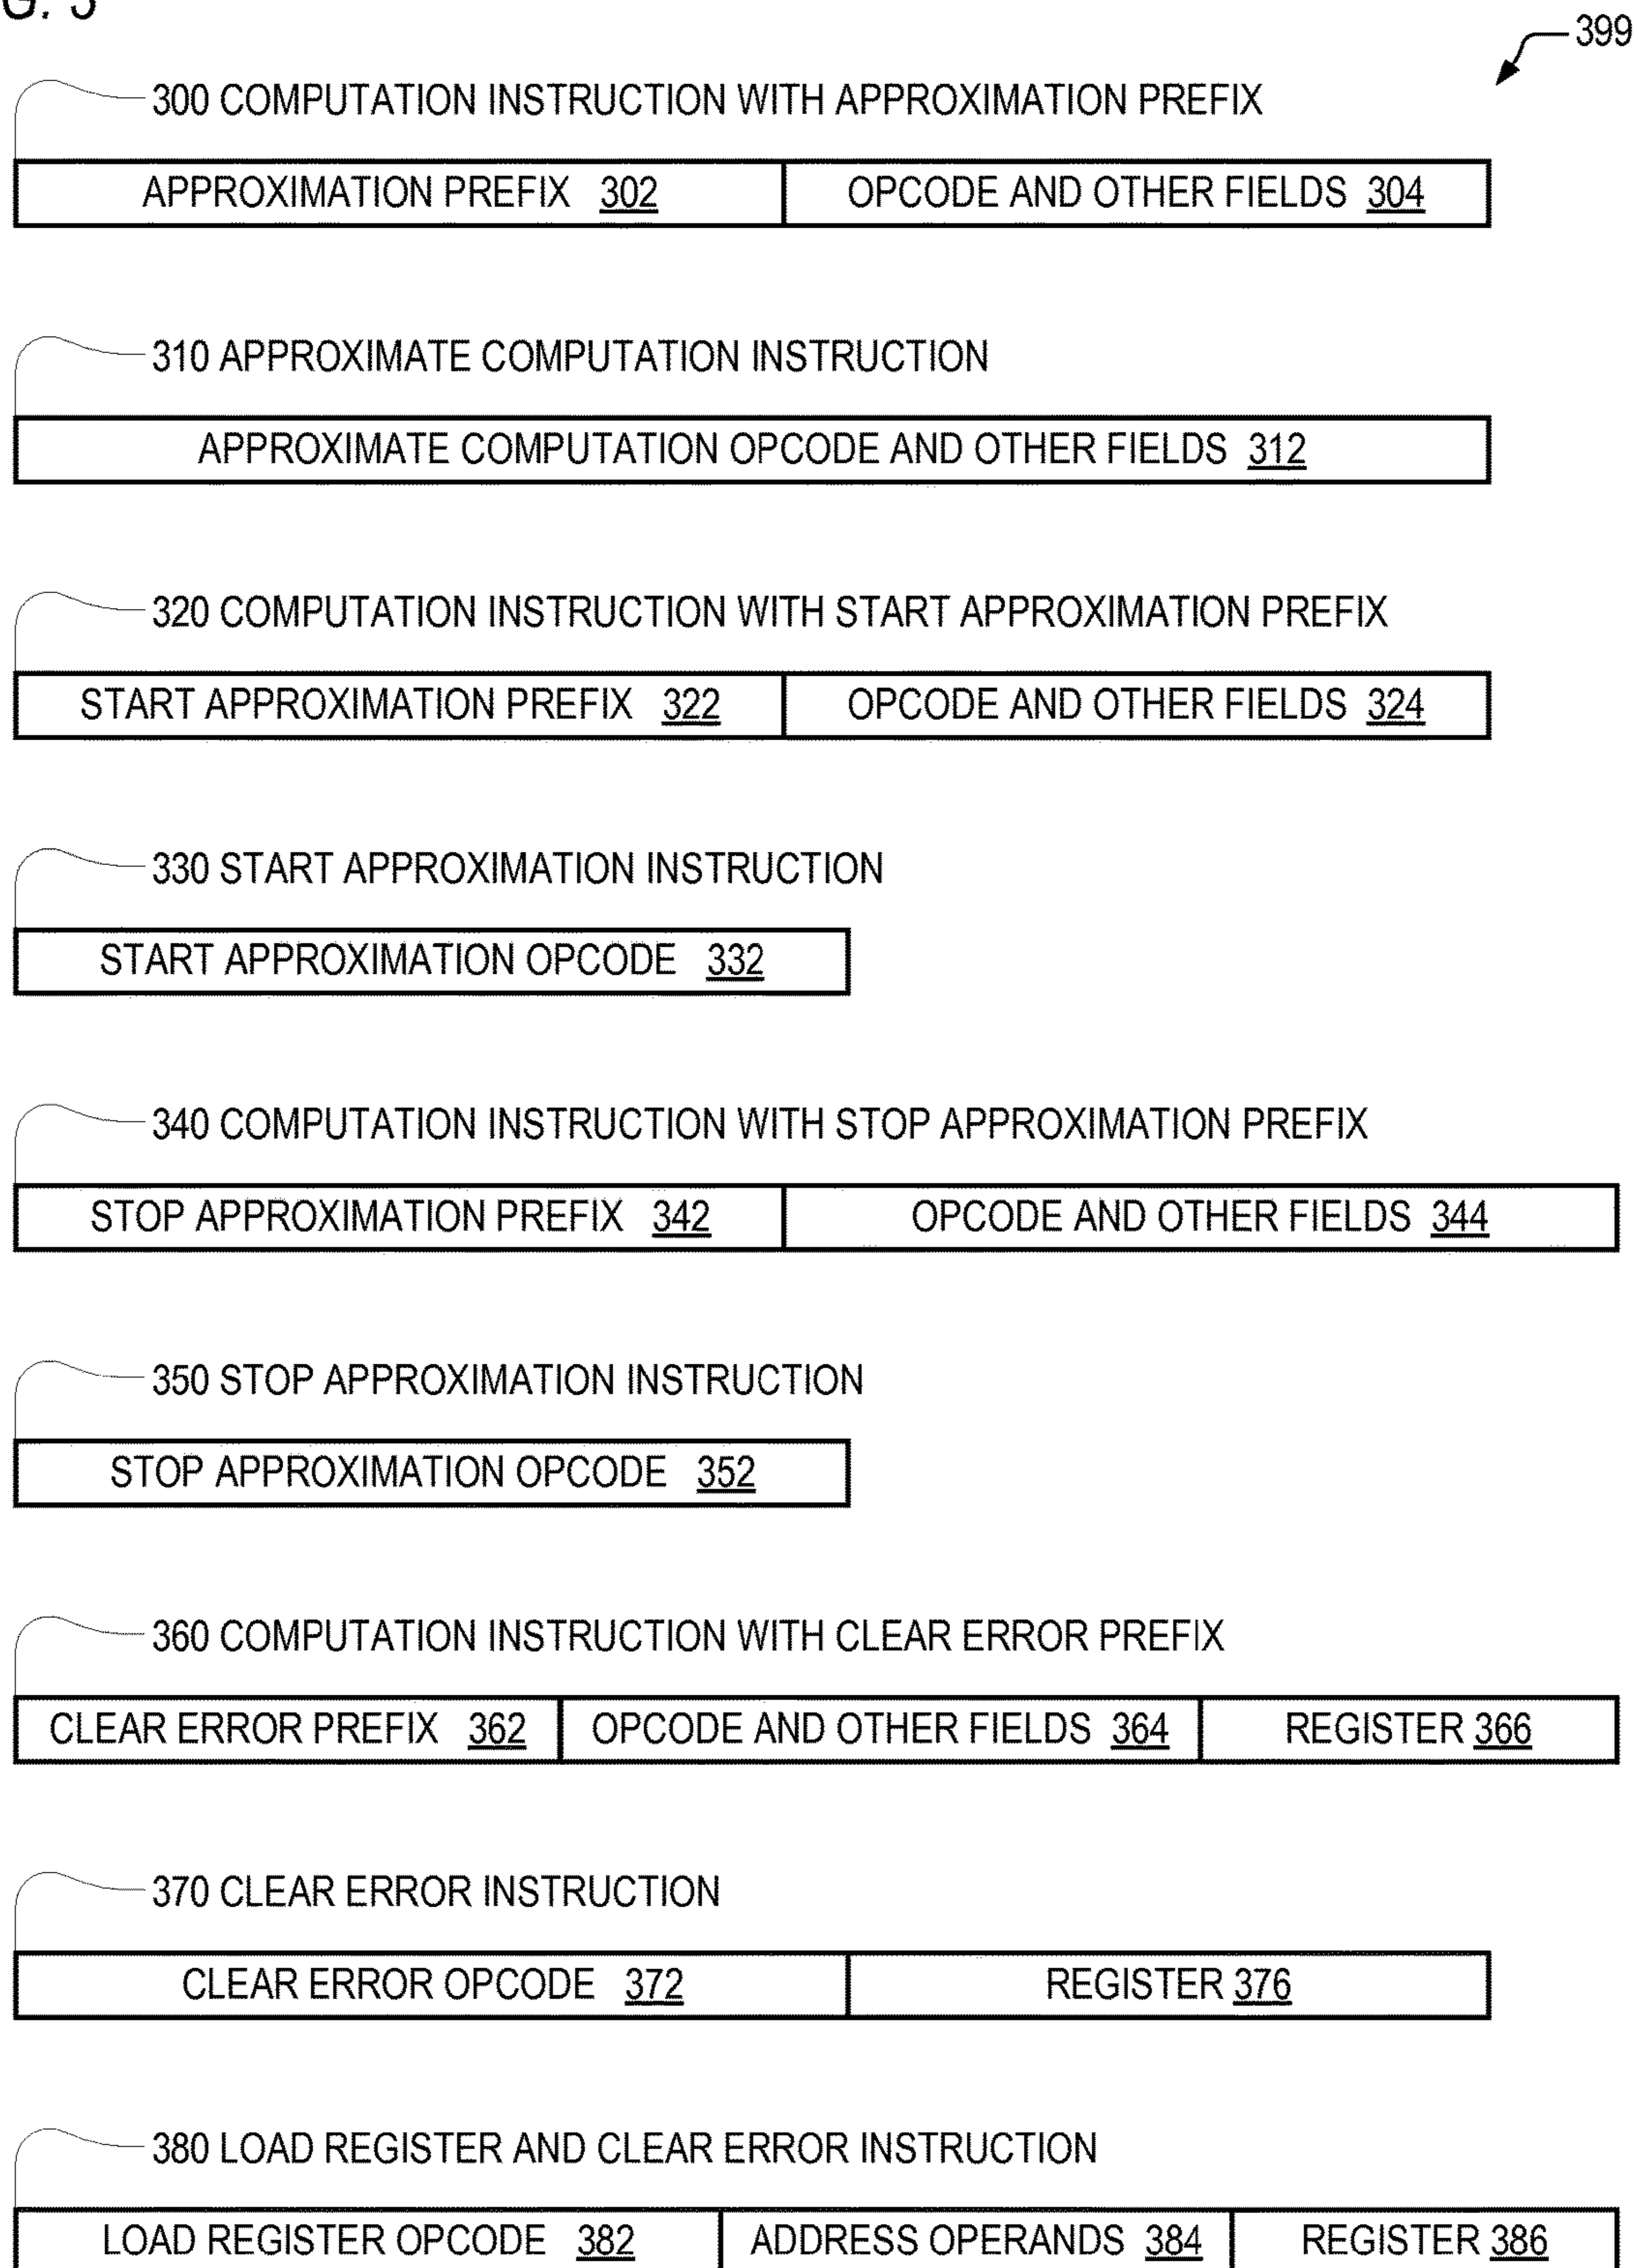 G. 3
399
300 COMPUTATION INSTRUCTION WITH APPROXIMATION PREFIX
APPROXIMATION PREFIX 302 OPCODE AND OTHER FIELDS 304
310 APPROXIMATE COMPUTATION INSTRUCTION
APPROXIMATE COMPUTATION OPCODE AND OTHER FIELDS 312
320 COMPUTATION INSTRUCTION WITH START APPROXIMATION PREFIX
START APPROXIMATION PREFIX 322 OPCODE AND OTHER FIELDS 324
330 START APPROXIMATION INSTRUCTION
START APPROXIMATION OPCODE 332
340 COMPUTATION INSTRUCTION WITH STOP APPROXIMATION PREFIX
STOP APPROXIMATION PREFIX 342 OPCODE AND OTHER FIELDS 344
350 STOP APPROXIMATION INSTRUCTION
STOP APPROXIMATION OPCODE 352
360 COMPUTATION INSTRUCTION WITH CLEAR ERROR PREFIX
CLEAR ERROR PREFIX 362 OPCODE AND OTHER FIELDS 364 REGISTER 366
370 CLEAR ERROR INSTRUCTION
CLEAR ERROR OPCODE 372 REGISTER 376
380 LOAD REGISTER AND CLEAR ERROR INSTRUCTION
LOAD REGISTER OPCODE 382 ADDRESS OPERANDS 384 REGISTER 386